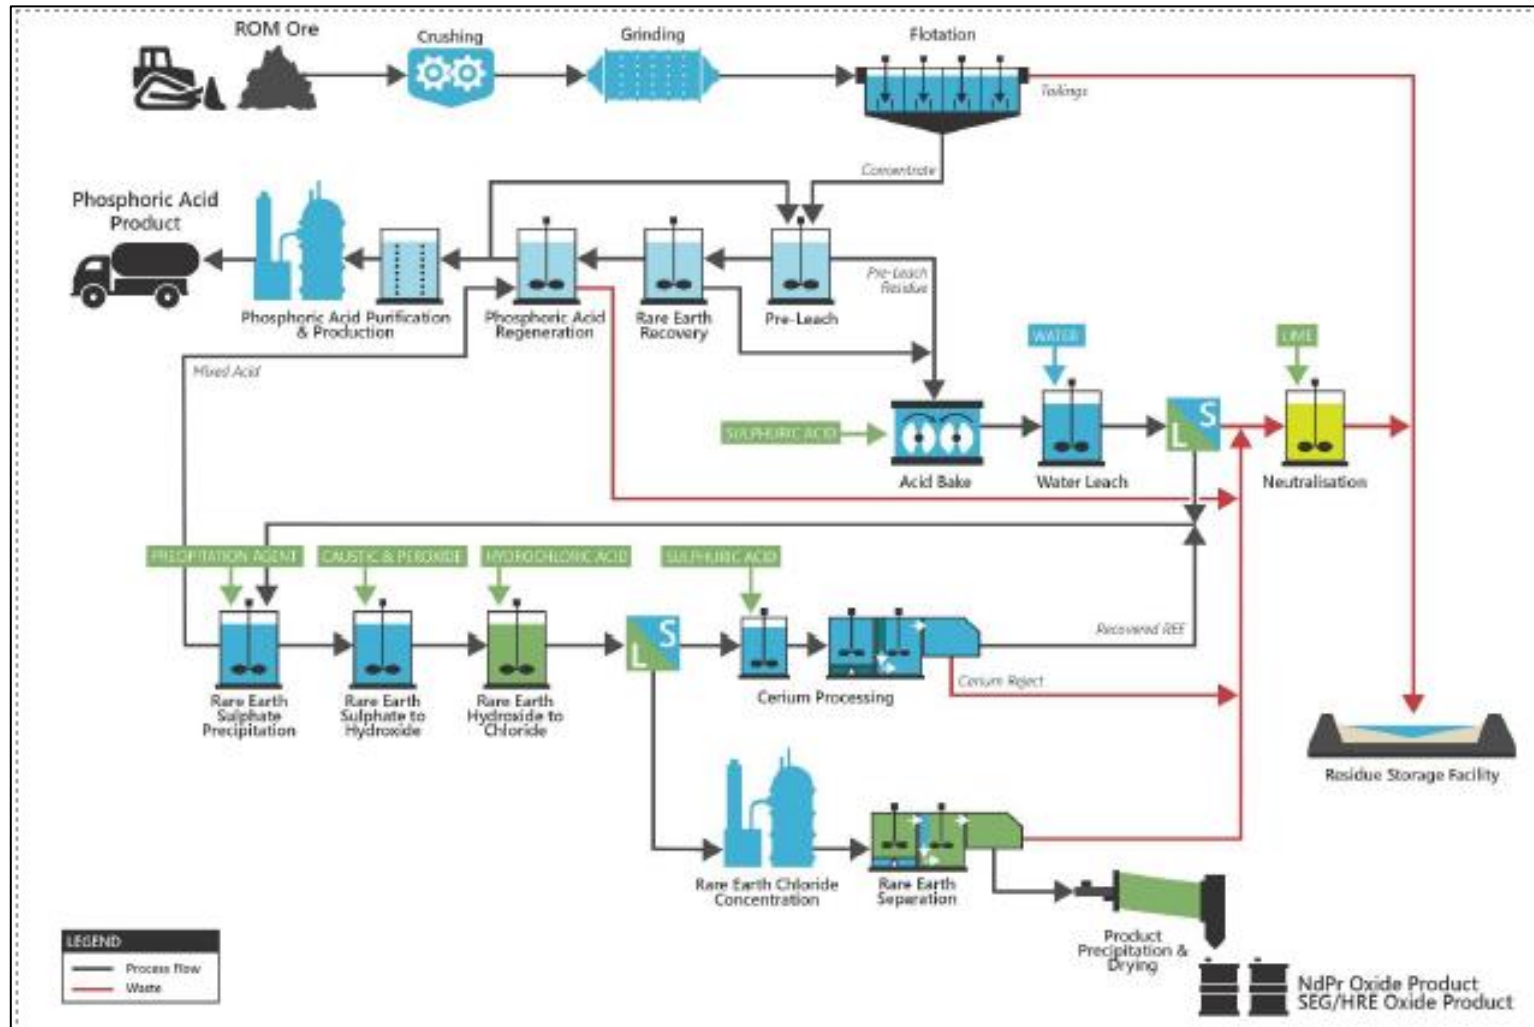 ROM Ore
Crushing
Grinding
Flotation
Tailings
Concentrate
Phosphoric Acid
Product
Pre-Leach
Residue
Phosphoric Acid Purification
& Production
Phosphoric Acid
Regeneration
Rare Earth
Recovery
Pre-Leach
Mixed Acid
WATER
LIME
SULPHURIC ACID
S
L
Acid Bake
Water Leach
Neutralisation
PRECIPITATION AGENT
CAUSTIC & PEROXIDE
HYDROCHLORIC ACID
SULPHURIC ACID
S
L
Recovered REE
Cerium Reject
Cerium Processing
Rare Earth
Sulphate
Precipitation
Rare Earth
Sulphate to
Hydroxide
Rare Earth
Hydroxide to
Chloride
Residue Storage Facility
Rare Earth Chloride
Concentration
Rare Earth
Separation
Product
Precipitation &
Drying
LEGEND
Process Flow
Waste
NdPr Oxide Product
SEG/HRE Oxide Product